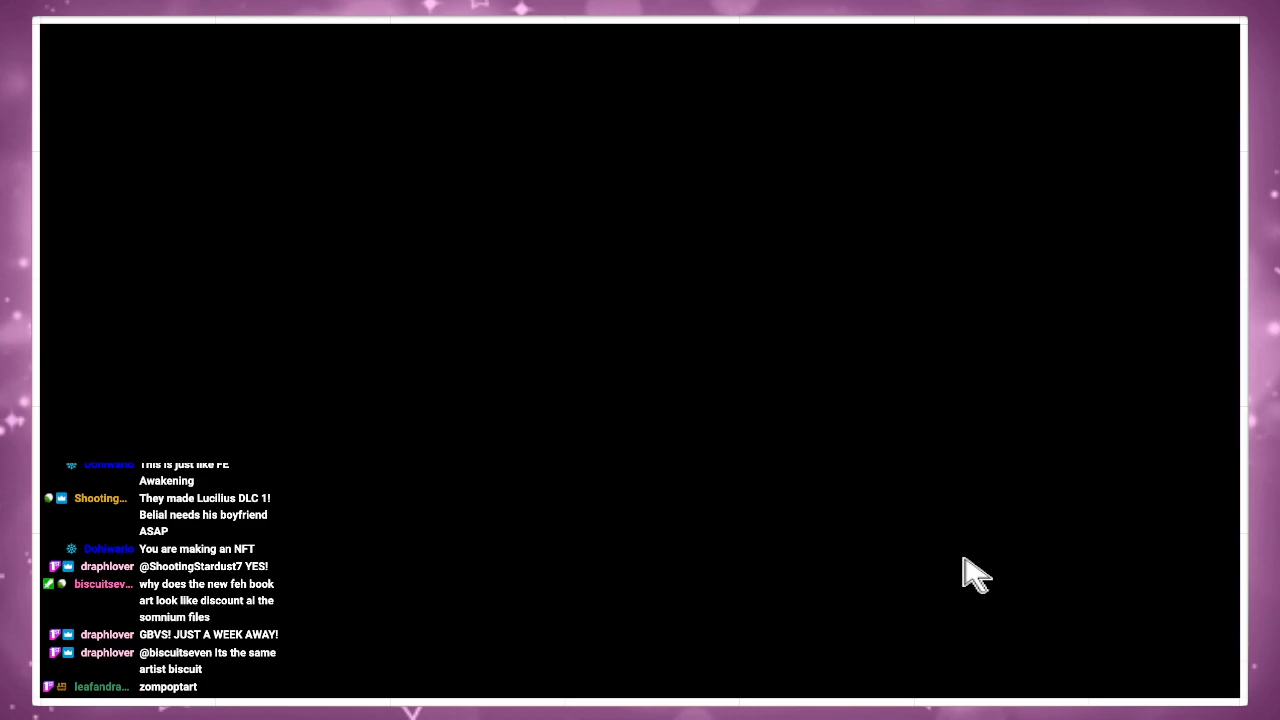 Dohiwario This is just like FE
Awakening
Shooting... They made Lucilius DLC 1!
Belial needs his boyfriend
ASAP
Dohiwario You are making an NFT
draphlover @ShootingStardust7 YES!
biscuitsev... why does the new feh book
art look like discount ai the
somnium files
draphlover GBVS! JUST A WEEK AWAY!
draphlover @biscuitseven Its the same
artist biscuit
leafandra... zompoptart